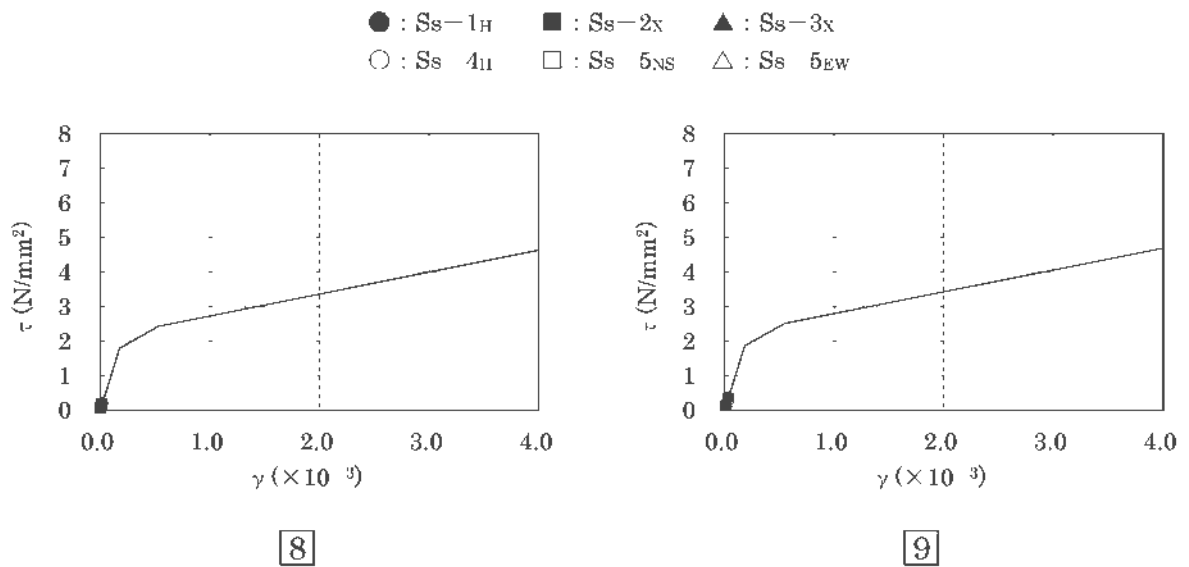 ● : Ss-1H ■ : Ss-2X ▲ : Ss-3X
○ : Ss 4H □ : Ss 5NS △ : Ss 5EW
τ (N/mm²)
8
7
6
5
4
3
2
1
0
0.0 1.0 2.0 3.0 4.0
γ (×10 ³)
8
τ (N/mm²)
8
7
6
5
4
3
2
1
0
0.0 1.0 2.0 3.0 4.0
γ (×10 ³)
9